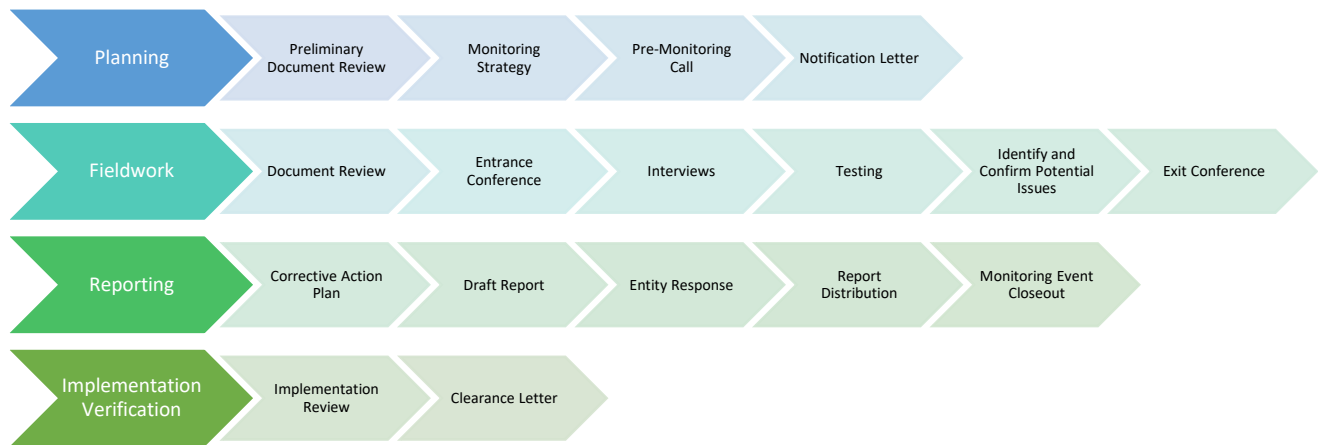 Planning
Preliminary
Document Review
Monitoring
Strategy
Pre-Monitoring
Call
Notification Letter
Fieldwork
Document Review
Entrance
Conference
Interviews
Testing
Identify and
Confirm Potential
Issues
Exit Conference
Reporting
Corrective Action
Plan
Draft Report
Entity Response
Report
Distribution
Monitoring Event
Closeout
Implementation
Verification
Implementation
Review
Clearance Letter